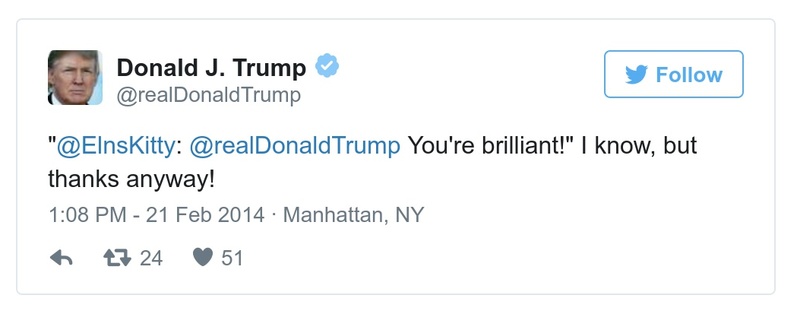 Donald J. Trump
@realDonaldTrump
Follow
"@ElnsKitty: @realDonaldTrump You're brilliant!" I know, but
thanks anyway!
1:08 PM - 21 Feb 2014 · Manhattan, NY
24 51